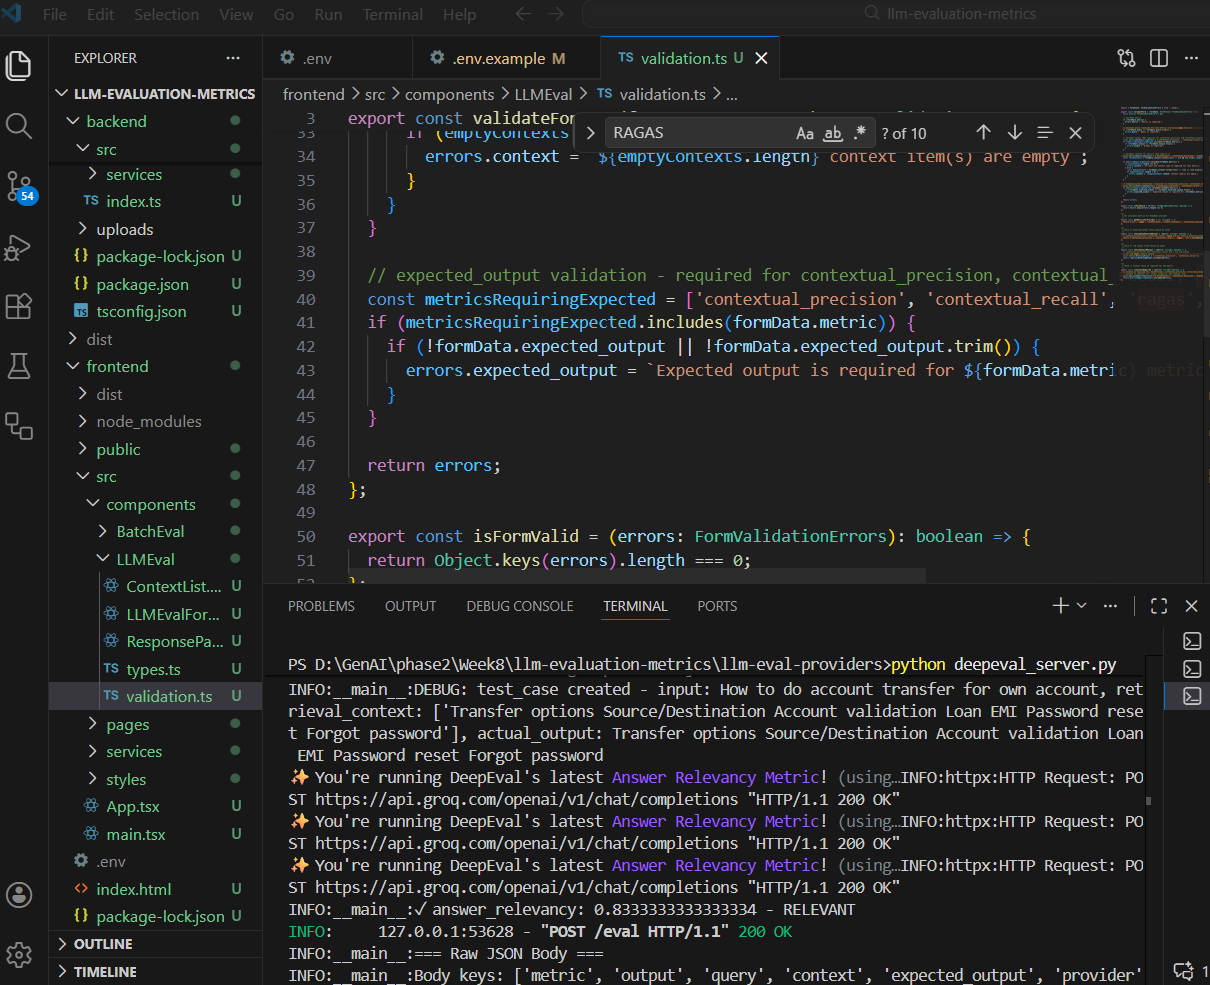 File Edit Selection View Go Run Terminal Help
llm-evaluation-metrics
EXPLORER
LLM-EVALUATION-METRICS
backend
src
services
TS index.ts U
uploads
{} package-lock.json U
{} package.json U
TS tsconfig.json U
dist
frontend
dist
node_modules
public
src
components
BatchEval
LLMEval
ContextList.... U
LLMEvalFor... U
ResponsePa... U
TS types.ts U
TS validation.ts U
pages
services
styles
App.tsx U
main.tsx U
.env
<> index.html U
{} package-lock.json U
OUTLINE
TIMELINE
54
.env
.env.example M
TS validation.ts U
frontend > src > components > LLMEval > TS validation.ts > ...
RAGAS
Aa ab .* ? of 10
3 export const validateFor
33 if (emptyContexts
34 errors.context = `${emptyContexts.length} context item(s) are empty`;
35 }
36 }
37 }
38
39 // expected_output validation - required for contextual_precision, contextual_
40 const metricsRequiringExpected = ['contextual_precision', 'contextual_recall', 'ragas',
41 if (metricsRequiringExpected.includes(formData.metric)) {
42 if (!formData.expected_output || !formData.expected_output.trim()) {
43 errors.expected_output = `Expected output is required for ${formData.metric} metric
44 }
45 }
46
47 return errors;
48 };
49
50 export const isFormValid = (errors: FormValidationErrors): boolean => {
51 return Object.keys(errors).length === 0;
52 };
PROBLEMS OUTPUT DEBUG CONSOLE TERMINAL PORTS
PS D:\GenAI\phase2\Week8\llm-evaluation-metrics\llm-eval-providers>python deepeval_server.py
INFO:__main__:DEBUG: test_case created - input: How to do account transfer for own account, ret
rieval_context: ['Transfer options Source/Destination Account validation Loan EMI Password rese
t Forgot password'], actual_output: Transfer options Source/Destination Account validation Loan
EMI Password reset Forgot password
✨ You're running DeepEval's latest Answer Relevancy Metric! (using…INFO:httpx:HTTP Request: PO
ST https://api.groq.com/openai/v1/chat/completions "HTTP/1.1 200 OK"
✨ You're running DeepEval's latest Answer Relevancy Metric! (using…INFO:httpx:HTTP Request: PO
ST https://api.groq.com/openai/v1/chat/completions "HTTP/1.1 200 OK"
✨ You're running DeepEval's latest Answer Relevancy Metric! (using…INFO:httpx:HTTP Request: PO
ST https://api.groq.com/openai/v1/chat/completions "HTTP/1.1 200 OK"
INFO:__main__:✓ answer_relevancy: 0.8333333333333334 - RELEVANT
INFO: 127.0.0.1:53628 - "POST /eval HTTP/1.1" 200 OK
INFO:__main__:=== Raw JSON Body ===
INFO:__main__:Body keys: ['metric', 'output', 'query', 'context', 'expected_output', 'provider'
1